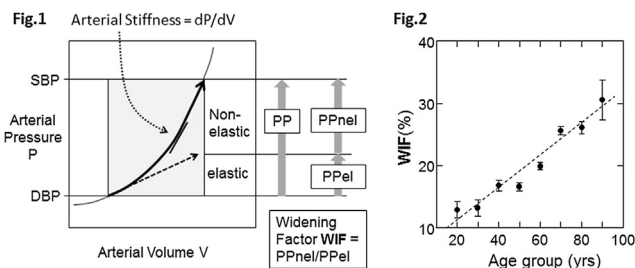 Fig.1
Arterial Stiffness = dP/dV
SBP
Arterial
Pressure
P
DBP
Non-
elastic
elastic
PP
PPnel
PPel
Arterial Volume V
Widening
Factor WIF =
PPnel/PPel
Fig.2
WIF(%)
40
30
20
10
20 40 60 80 100
Age group (yrs)